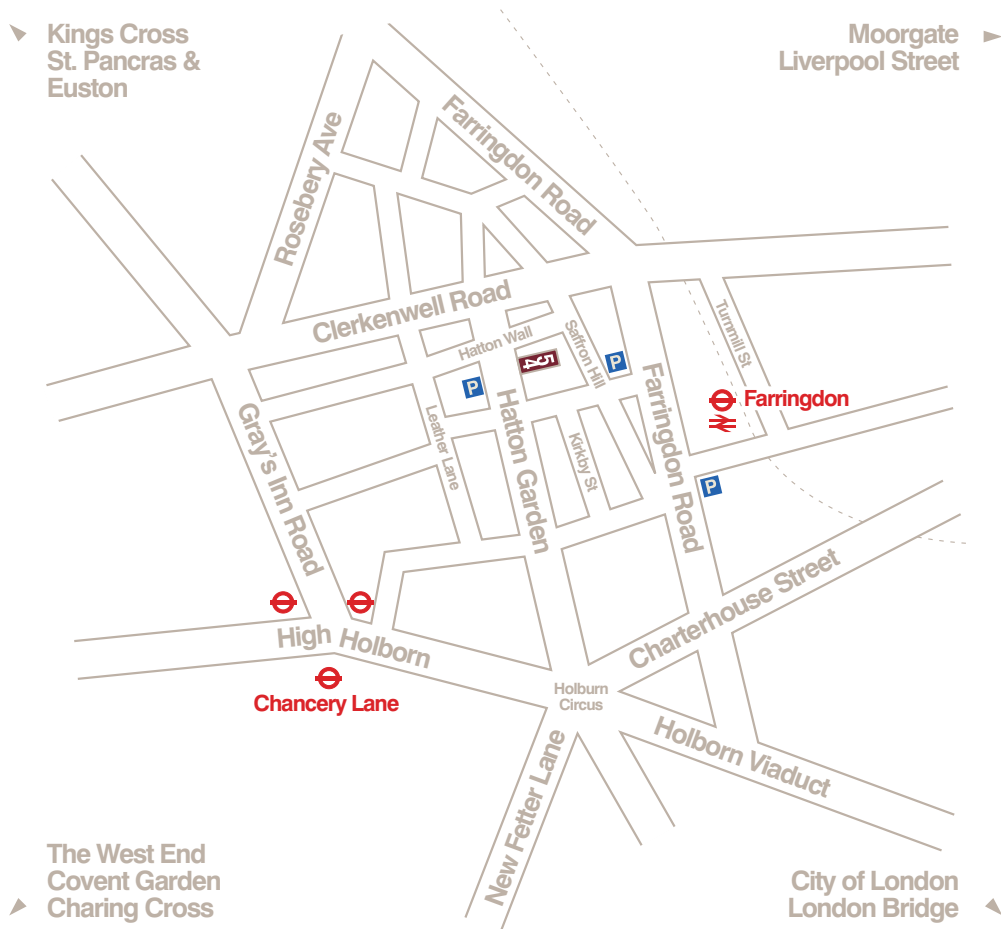 Kings Cross
St. Pancras &
Euston
Moorgate
Liverpool Street
Rosebery Ave
Farringdon Road
Clerkenwell Road
Hatton Wall
Saffron Hill
Turnmill St
54
P
P
Farringdon
Gray's Inn Road
Leather Lane
Hatton Garden
Kirkby St
Farringdon Road
P
High Holborn
Charterhouse Street
Chancery Lane
Holburn
Circus
New Fetter Lane
Holborn Viaduct
The West End
Covent Garden
Charing Cross
City of London
London Bridge